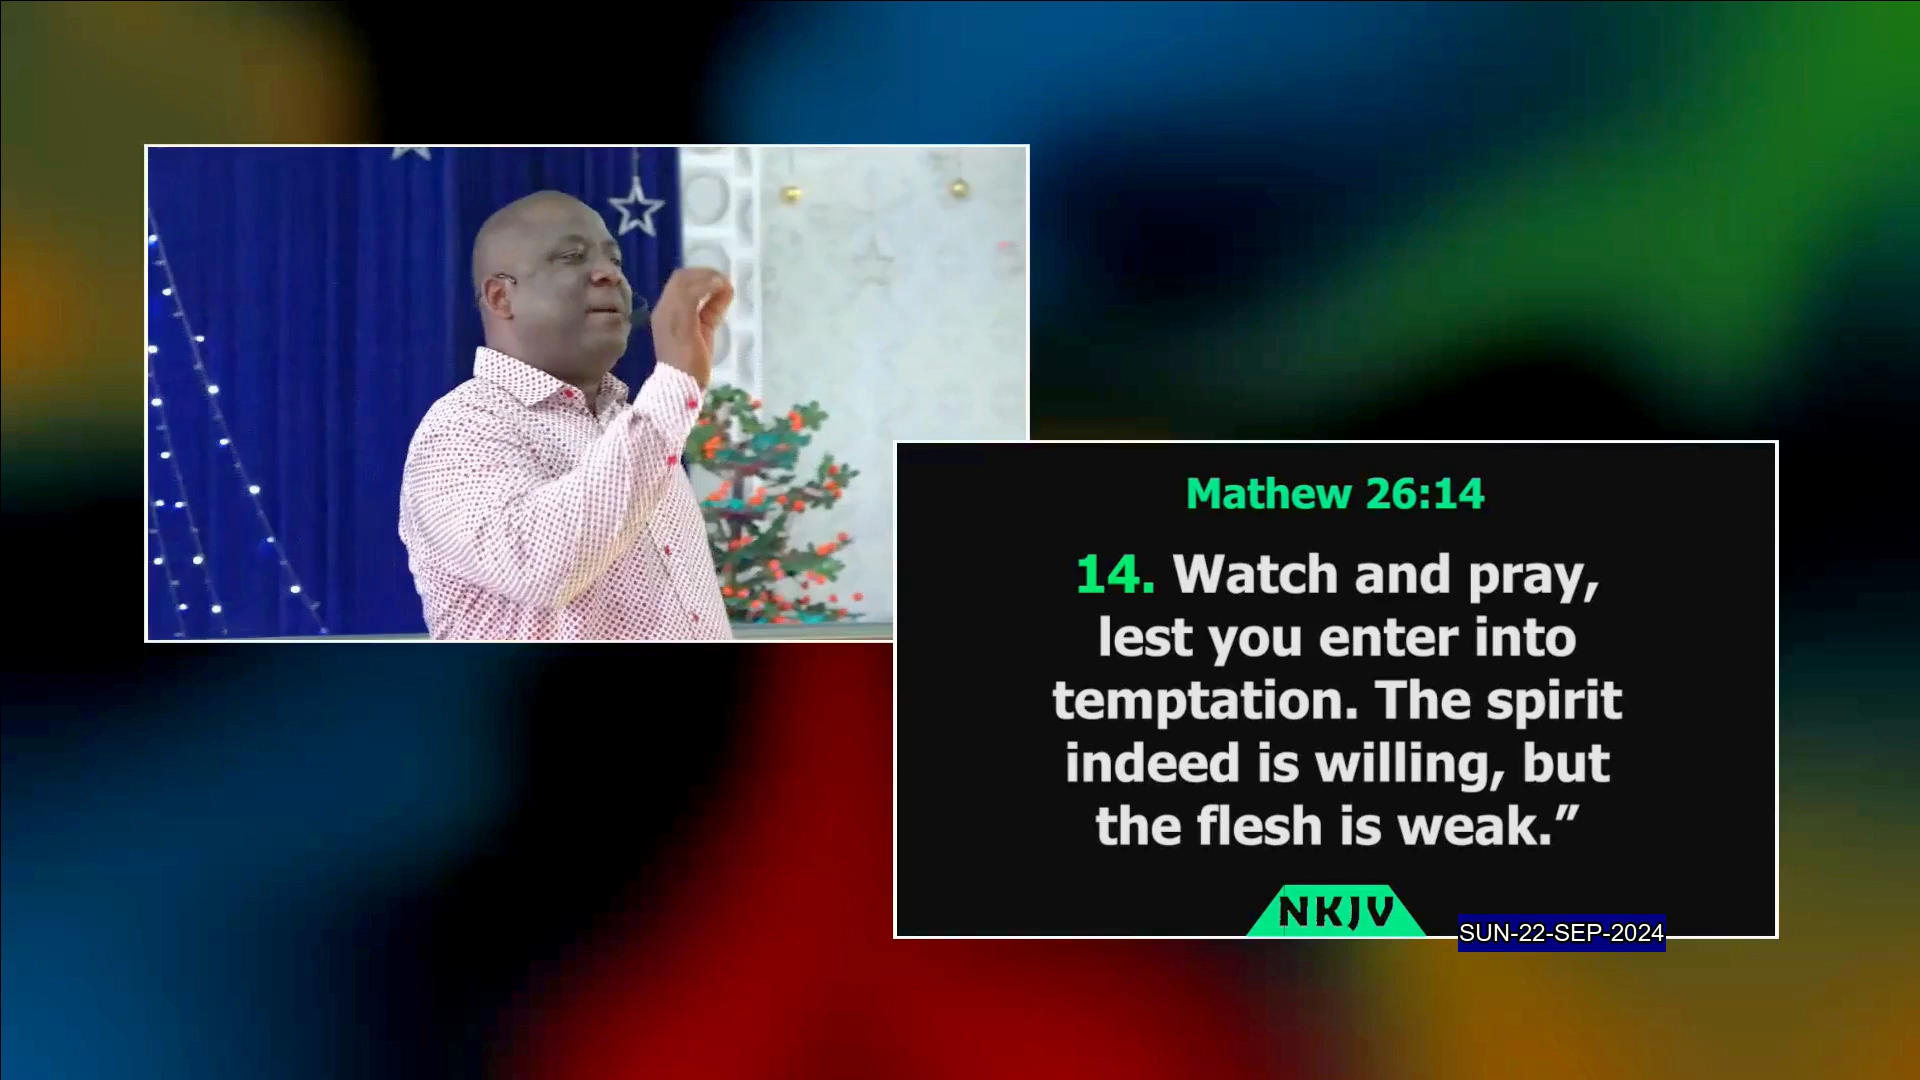 Mathew 26:14
14. Watch and pray,
lest you enter into
temptation. The spirit
indeed is willing, but
the flesh is weak.”
NKJV
SUN-22-SEP-2024